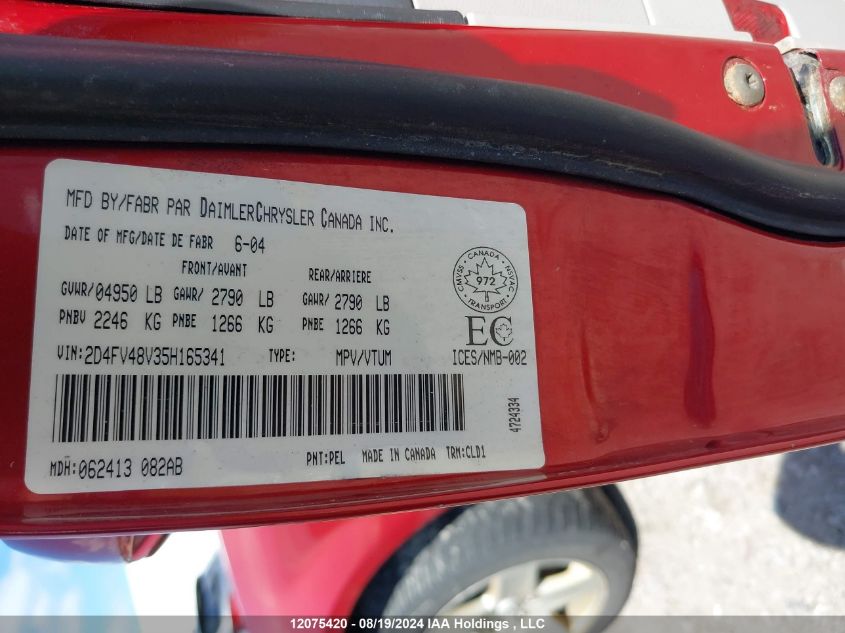 MFD BY/FABR PAR DAIMLERCHRYSLER CANADA INC.
DATE OF MFG/DATE DE FABR 6-04
FRONT/AVANT REAR/ARRIERE
GVWR/04950 LB GAWR/ 2790 LB GAWR/ 2790 LB
PNBV 2246 KG PNBE 1266 KG PNBE 1266 KG
VIN:2D4FV48V35H165341 TYPE: MPV/VTUM
CANADA
CMVSS 972 NSVAC
TRANSPORT
EC
ICES/NMB-002
4724334
PNT:PEL MADE IN CANADA TRM:CLD1
MDH:062413 082AB
12075420 - 08/19/2024 IAA Holdings , LLC